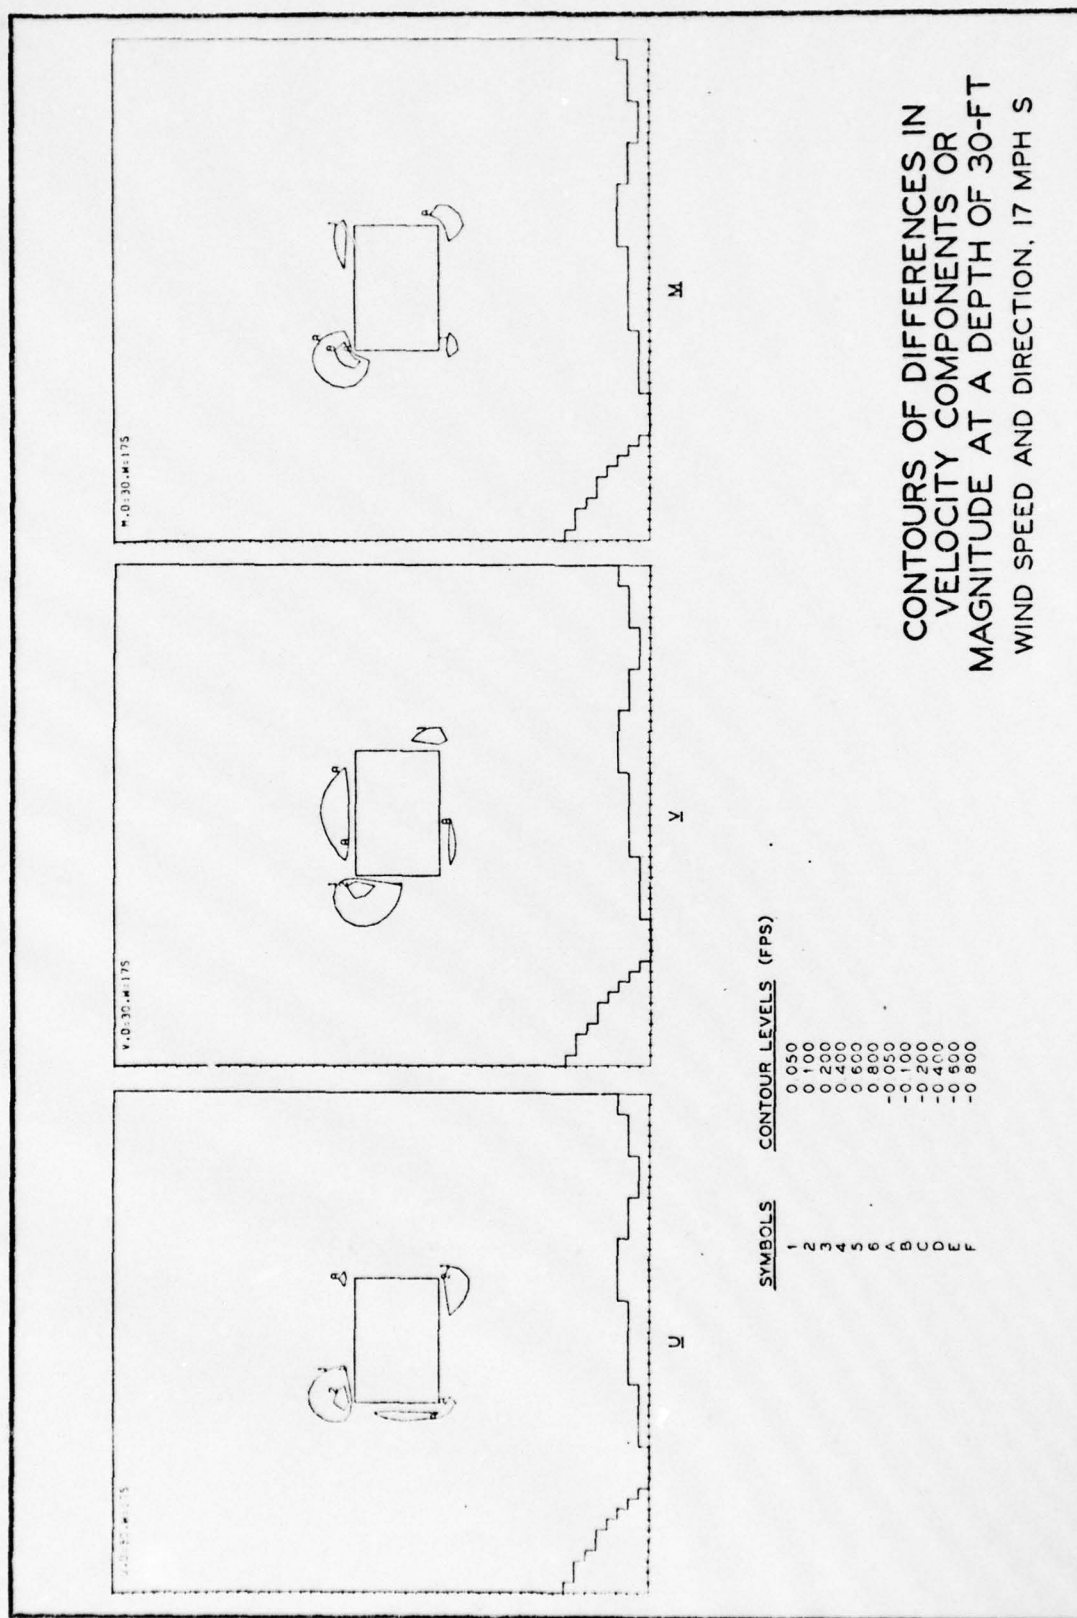 V.D=30.W=17S
M.D=30.W=17S
U
V
M
SYMBOLS CONTOUR LEVELS (FPS)
1 0.050
2 0.100
3 0.200
4 0.400
5 0.600
6 0.800
A -0.050
B -0.100
C -0.200
D -0.400
E -0.600
F -0.800
CONTOURS OF DIFFERENCES IN
VELOCITY COMPONENTS OR
MAGNITUDE AT A DEPTH OF 30-FT
WIND SPEED AND DIRECTION, 17 MPH S